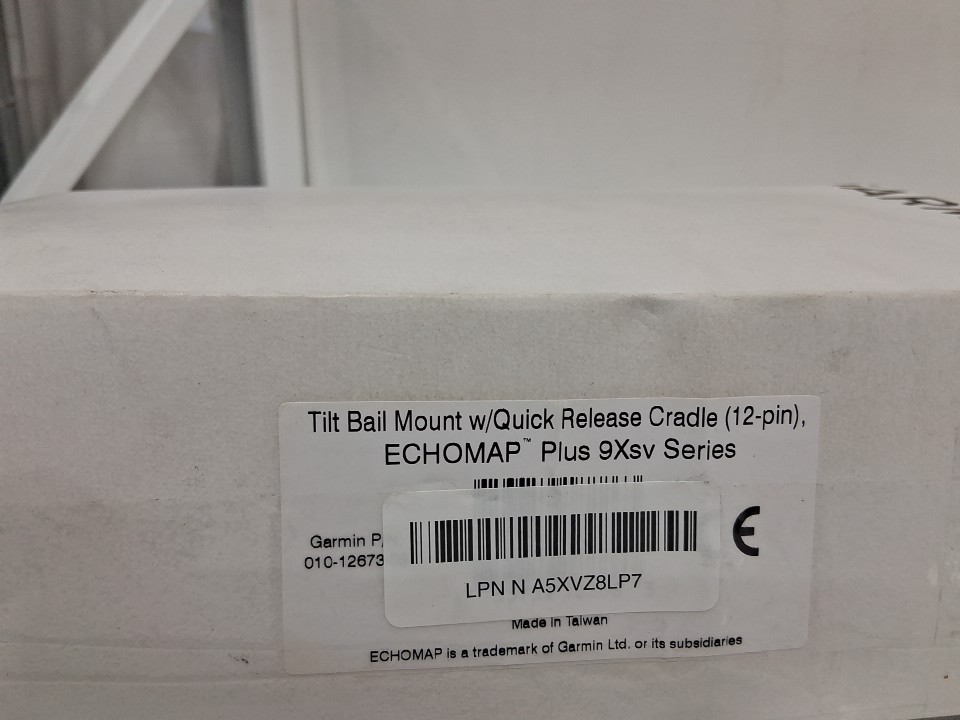 Tilt Bail Mount w/Quick Release Cradle (12-pin),
ECHOMAP™ Plus 9Xsv Series
Garmin P
010-12673
CE
LPN N A5XVZ8LP7
Made in Taiwan
ECHOMAP is a trademark of Garmin Ltd. or its subsidiaries